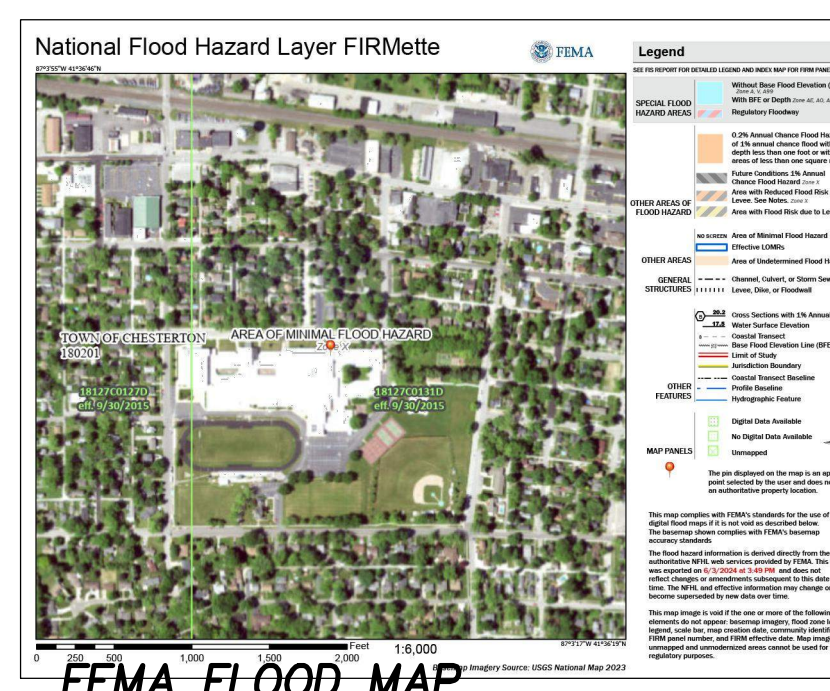 National Flood Hazard Layer FIRMette
FEMA
87°3'55"W 41°36'46"N
TOWN OF CHESTERTON
180201
AREA OF MINIMAL FLOOD HAZARD
Zone X
18127C0127D
eff. 9/30/2015
18127C0131D
eff. 9/30/2015
87°3'17"W 41°36'19"N
Feet
1:6,000
0 250 500 1,000 1,500 2,000
Basemap Imagery Source: USGS National Map 2023
FEMA FLOOD MAP
Legend
SEE FIS REPORT FOR DETAILED LEGEND AND INDEX MAP FOR FIRM PANE
SPECIAL FLOOD
HAZARD AREAS
Without Base Flood Elevation (
Zone A, V, A99
With BFE or Depth Zone AE, AO, A
Regulatory Floodway
OTHER AREAS OF
FLOOD HAZARD
0.2% Annual Chance Flood Ha
of 1% annual chance flood wit
depth less than one foot or wit
areas of less than one square
Future Conditions 1% Annual
Chance Flood Hazard Zone X
Area with Reduced Flood Risk
Levee. See Notes. Zone X
Area with Flood Risk due to Le
OTHER AREAS
NO SCREEN Area of Minimal Flood Hazard
Effective LOMRs
Area of Undetermined Flood H
GENERAL
STRUCTURES
Channel, Culvert, or Storm Sew
Levee, Dike, or Floodwall
OTHER
FEATURES
20.2 Cross Sections with 1% Annua
17.5 Water Surface Elevation
Coastal Transect
Base Flood Elevation Line (BFE
Limit of Study
Jurisdiction Boundary
Coastal Transect Baseline
Profile Baseline
Hydrographic Feature
MAP PANELS
Digital Data Available
No Digital Data Available
Unmapped
The pin displayed on the map is an ap
point selected by the user and does no
an authoritative property location.
This map complies with FEMA's standards for the use of
digital flood maps if it is not void as described below.
The basemap shown complies with FEMA's basemap
accuracy standards
The flood hazard information is derived directly from the
authoritative NFHL web services provided by FEMA. This
was exported on 6/3/2024 at 3:49 PM and does not
reflect changes or amendments subsequent to this date
time. The NFHL and effective information may change or
become superseded by new data over time.
This map image is void if the one or more of the followin
elements do not appear: basemap imagery, flood zone l
legend, scale bar, map creation date, community identif
FIRM panel number, and FIRM effective date. Map imag
unmapped and unmodernized areas cannot be used for
regulatory purposes.